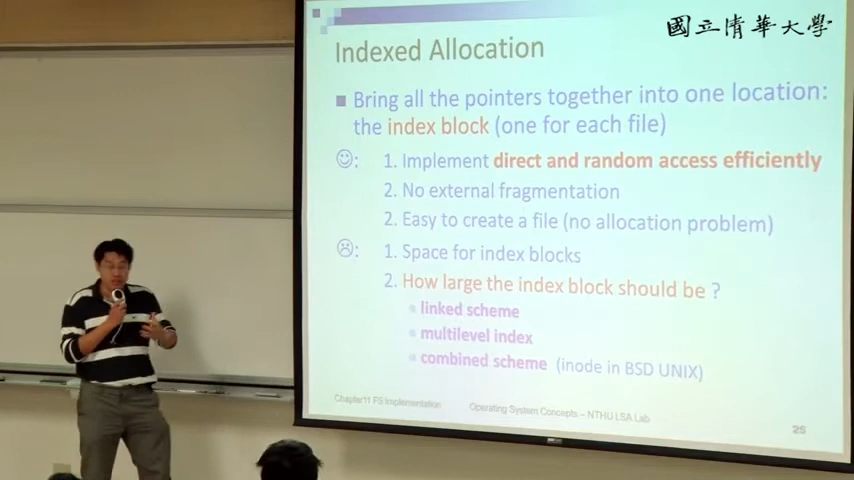 國立清華大學
Indexed Allocation
Bring all the pointers together into one location:
the index block (one for each file)
☺: 1. Implement direct and random access efficiently
2. No external fragmentation
2. Easy to create a file (no allocation problem)
☹: 1. Space for index blocks
2. How large the index block should be ?
linked scheme
multilevel index
combined scheme (inode in BSD UNIX)
Chapter11 FS Implementation
Operating System Concepts – NTHU LSA Lab
25